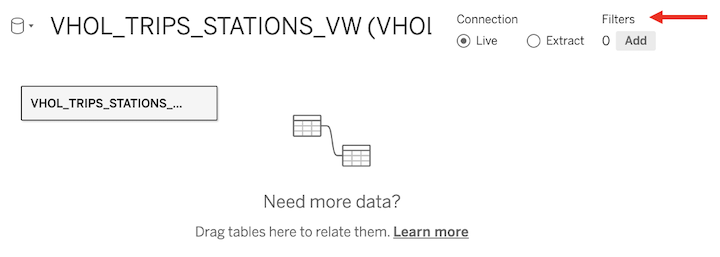 VHOL_TRIPS_STATIONS_VW (VHOL
Connection
Live
Extract
Filters
0 Add
VHOL_TRIPS_STATIONS_...
Need more data?
Drag tables here to relate them. Learn more